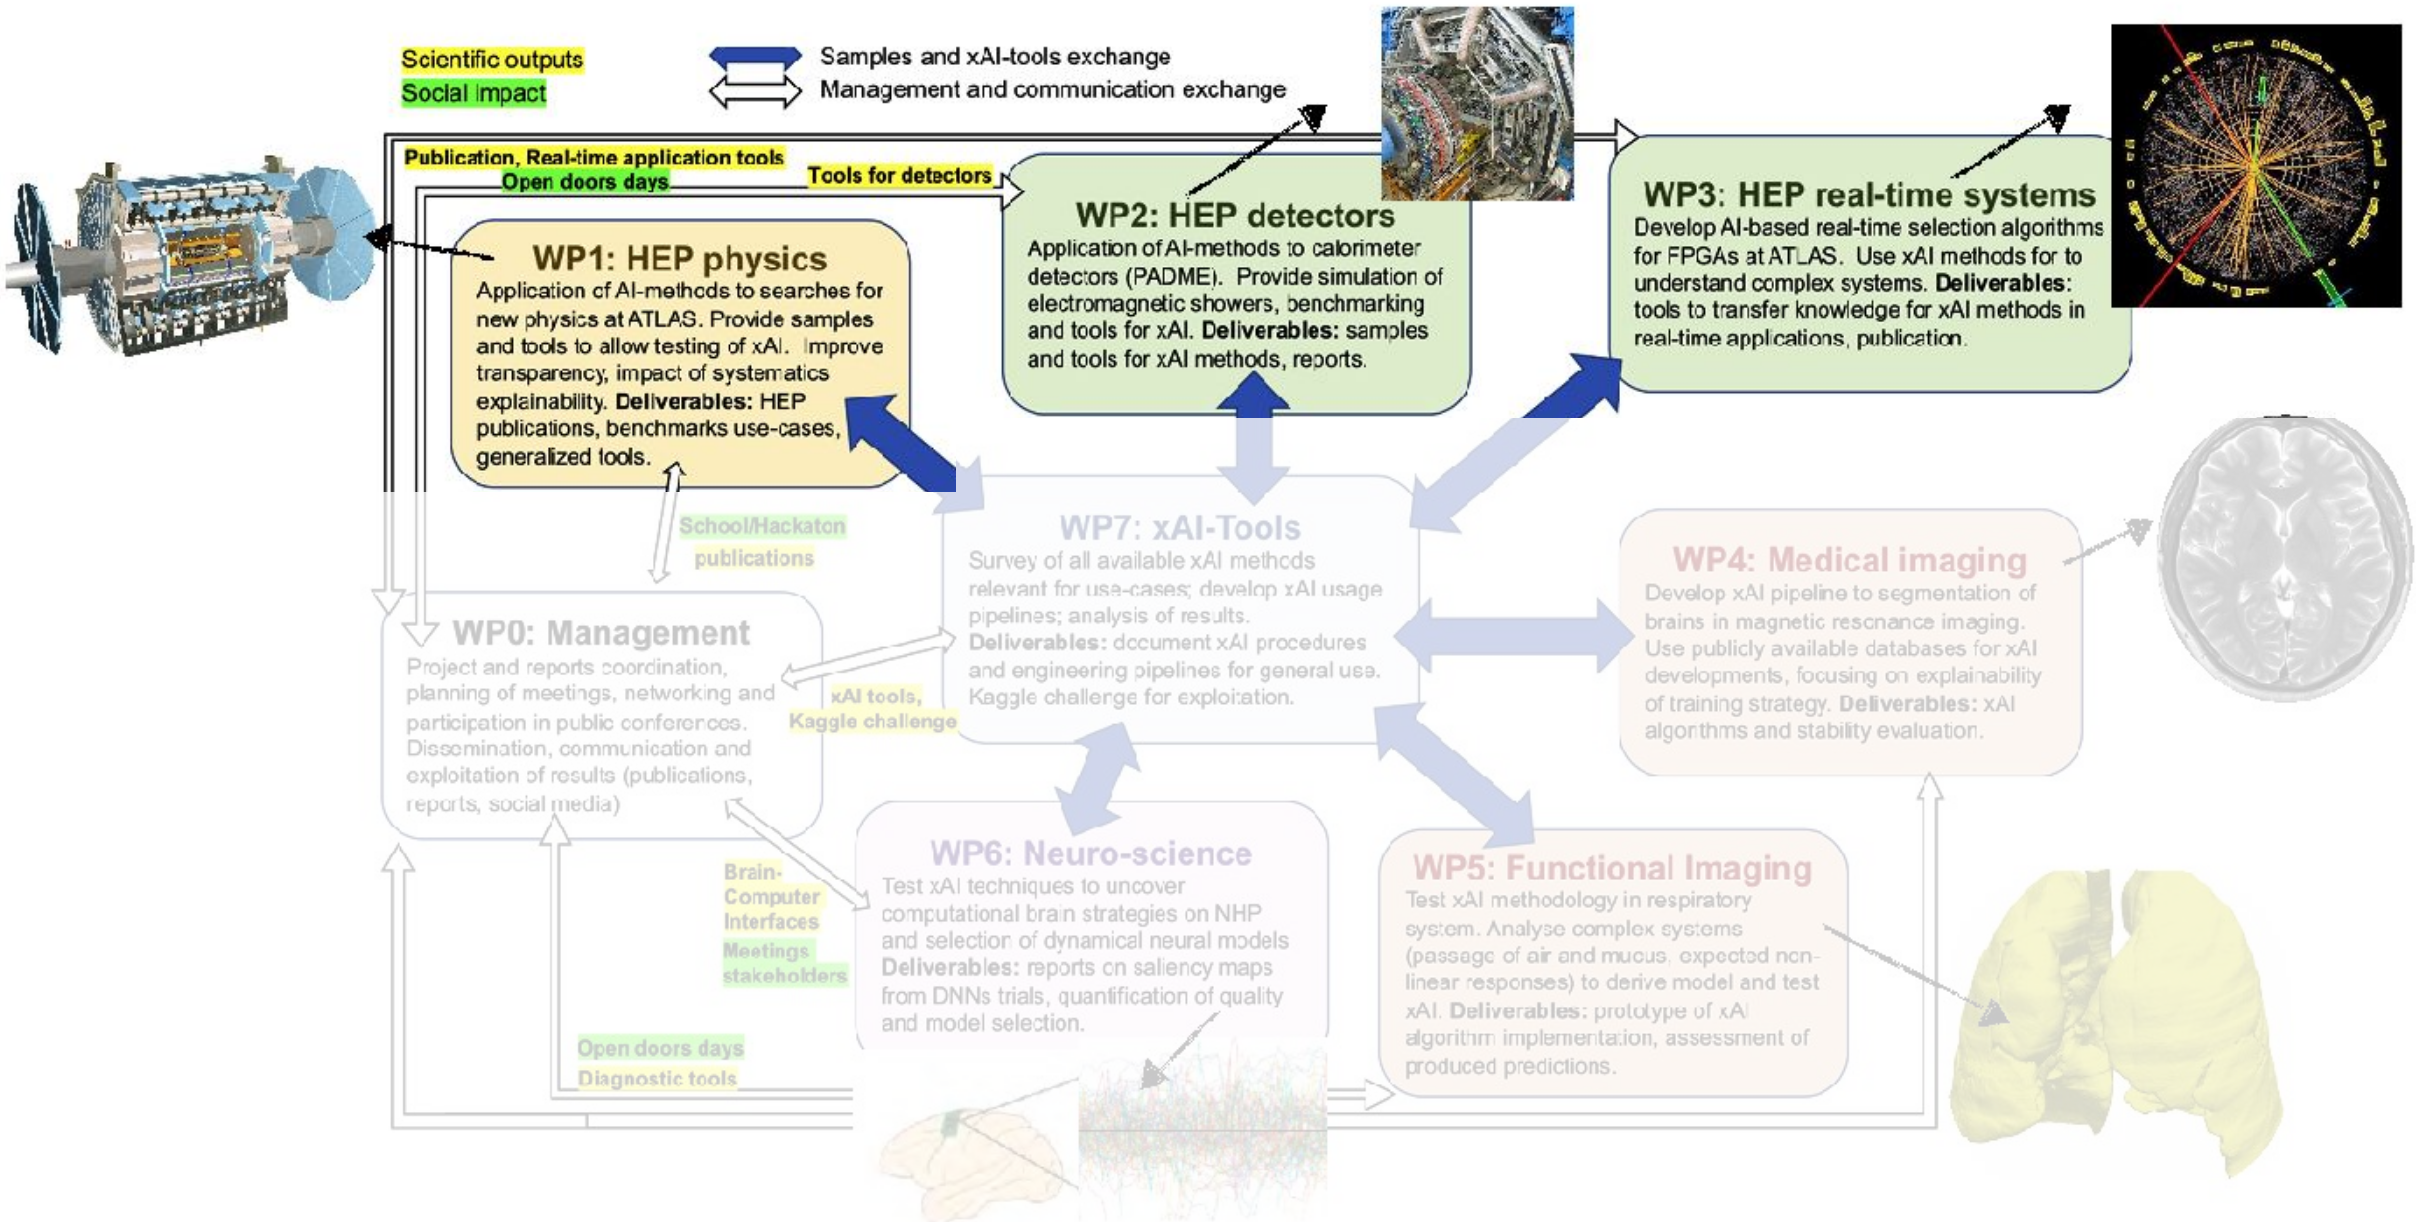 Scientific outputs
Social Impact
Samples and xAI-tools exchange
Management and communication exchange
Publication, Real-time application tools
Open doors days
Tools for detectors
WP1: HEP physics
Application of AI-methods to searches for
new physics at ATLAS. Provide samples
and tools to allow testing of xAI. Improve
transparency, impact of systematics
explainability. Deliverables: HEP
publications, benchmarks use-cases,
generalized tools.
WP2: HEP detectors
Application of AI-methods to calorimeter
detectors (PADME). Provide simulation of
electromagnetic showers, benchmarking
and tools for xAI. Deliverables: samples
and tools for xAI methods, reports.
WP3: HEP real-time systems
Develop AI-based real-time selection algorithms
for FPGAs at ATLAS. Use xAI methods for to
understand complex systems. Deliverables:
tools to transfer knowledge for xAI methods in
real-time applications, publication.
School/Hackaton
publications
WP7: xAI-Tools
Survey of all available xAI methods
relevant for use-cases; develop xAI usage
pipelines; analysis of results.
Deliverables: document xAI procedures
and engineering pipelines for general use.
Kaggle challenge for exploitation.
WP4: Medical imaging
Develop xAI pipeline to segmentation of
brains in magnetic resonance imaging.
Use publicly available databases for xAI
developments, focusing on explainability
of training strategy. Deliverables: xAI
algorithms and stability evaluation.
WP0: Management
Project and reports coordination,
planning of meetings, networking and
participation in public conferences.
Dissemination, communication and
exploitation of results (publications,
reports, social media)
xAI tools,
Kaggle challenge
Brain-
Computer
Interfaces
Meetings
stakeholders
WP6: Neuro-science
Test xAI techniques to uncover
computational brain strategies on NHP
and selection of dynamical neural models
Deliverables: reports on saliency maps
from DNNs trials, quantification of quality
and model selection.
WP5: Functional Imaging
Test xAI methodology in respiratory
system. Analyse complex systems
(passage of air and mucus, expected non-
linear responses) to derive model and test
xAI. Deliverables: prototype of xAI
algorithm implementation, assessment of
produced predictions.
Open doors days
Diagnostic tools